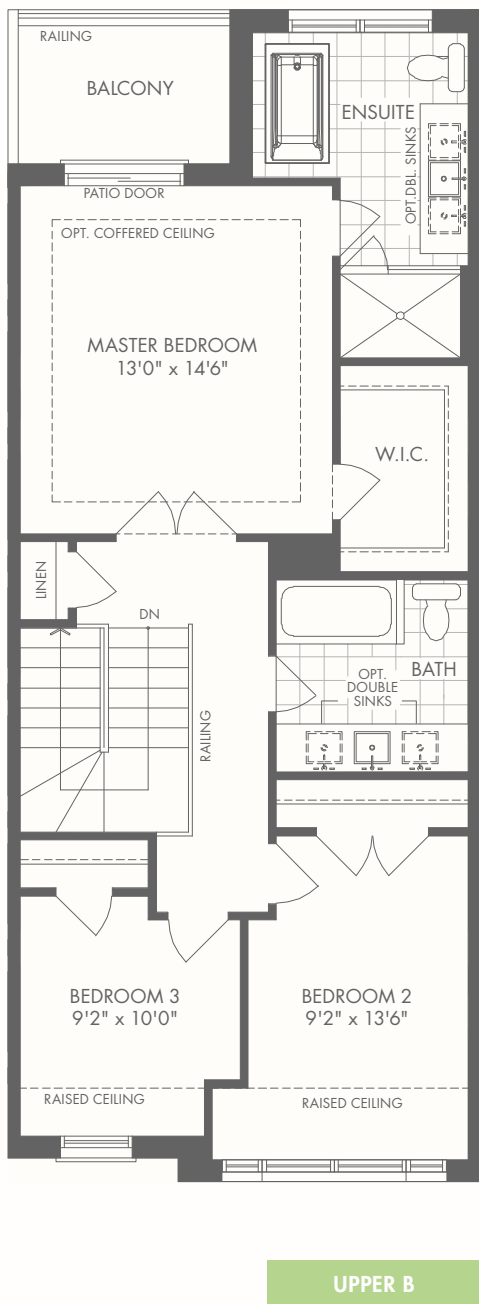 RAILING
BALCONY
ENSUITE
OPT. DBL. SINKS
PATIO DOOR
OPT. COFFERED CEILING
MASTER BEDROOM
13'0" x 14'6"
W.I.C.
LINEN
DN
RAILING
BATH
OPT.
DOUBLE
SINKS
BEDROOM 3
9'2" x 10'0"
BEDROOM 2
9'2" x 13'6"
RAISED CEILING
RAISED CEILING
UPPER B